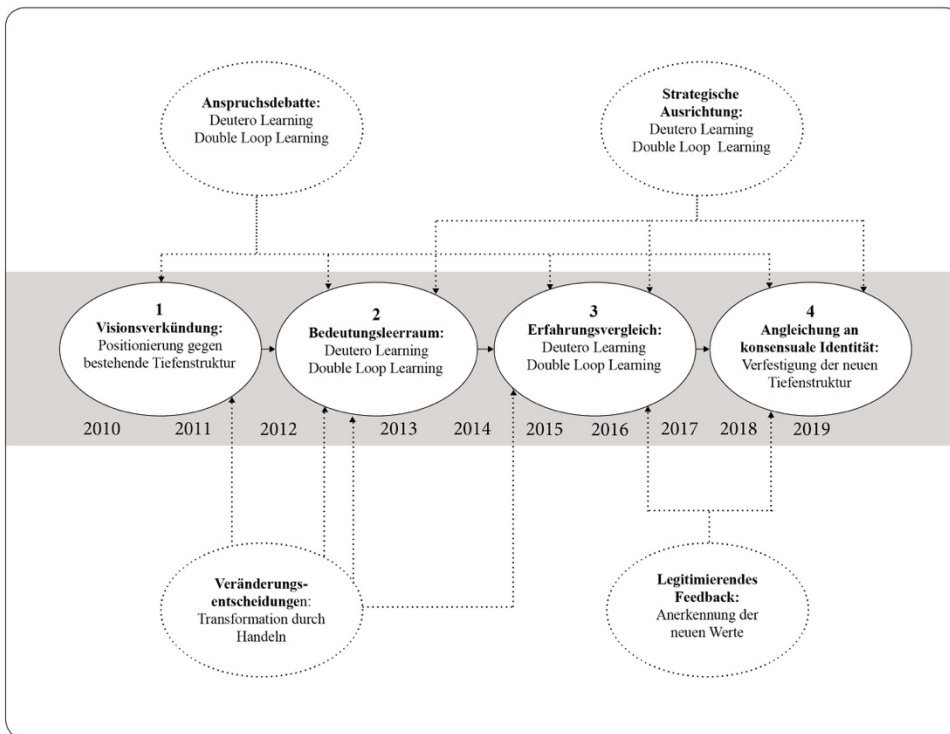 Anspruchsdebatte:
Deutero Learning
Double Loop Learning
Strategische
Ausrichtung:
Deutero Learning
Double Loop Learning
1
Visionsverkündung:
Positionierung gegen
bestehende Tiefenstruktur
2
Bedeutungsleerraum:
Deutero Learning
Double Loop Learning
3
Erfahrungsvergleich:
Deutero Learning
Double Loop Learning
4
Angleichung an
konsensuale Identität:
Verfestigung der neuen
Tiefenstruktur
2010 2011 2012 2013 2014 2015 2016 2017 2018 2019
Veränderungs-
entscheidungen:
Transformation durch
Handeln
Legitimierendes
Feedback:
Anerkennung der
neuen Werte